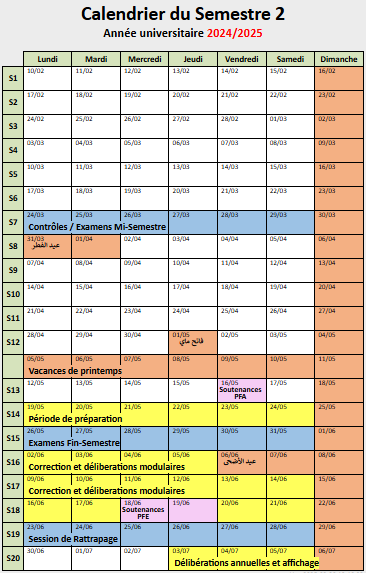 Calendrier du Semestre 2
Année universitaire 2024/2025
Lundi Mardi Mercredi Jeudi Vendredi Samedi Dimanche
S1 10/02 11/02 12/02 13/02 14/02 15/02 16/02
S2 17/02 18/02 19/02 20/02 21/02 22/02 23/02
S3 24/02 25/02 26/02 27/02 28/02 01/03 02/03
S4 03/03 04/03 05/03 06/03 07/03 08/03 09/03
S5 10/03 11/03 12/03 13/03 14/03 15/03 16/03
S6 17/03 18/03 19/03 20/03 21/03 22/03 23/03
S7 24/03 25/03 26/03 27/03 28/03 29/03 30/03
Contrôles / Examens Mi-Semestre
S8 31/03 01/04 02/04 03/04 04/04 05/04 06/04
عيد الفطر
S9 07/04 08/04 09/04 10/04 11/04 12/04 13/04
S10 14/04 15/04 16/04 17/04 18/04 19/04 20/04
S11 21/04 22/04 23/04 24/04 25/04 26/04 27/04
S12 28/04 29/04 30/04 01/05 02/05 03/05 04/05
فاتح ماي
05/05 06/05 07/05 08/05 09/05 10/05 11/05
Vacances de printemps
S13 12/05 13/05 14/05 15/05 16/05 17/05 18/05
Soutenances
PFA
S14 19/05 20/05 21/05 22/05 23/05 24/05 25/05
Période de préparation
S15 26/05 27/05 28/05 29/05 30/05 31/05 01/06
Examens Fin-Semestre
S16 02/06 03/06 04/06 05/06 06/06 07/06 08/06
Correction et déliberations modulaires عيد الأضحى
S17 09/06 10/06 11/06 12/06 13/06 14/06 15/06
Correction et déliberations modulaires
S18 16/06 17/06 18/06 19/06 20/06 21/06 22/06
Soutenances
PFE
S19 23/06 24/06 25/06 26/06 27/06 28/06 29/06
Session de Rattrapage
S20 30/06 01/07 02/07 03/07 04/07 05/07 06/07
Délibérations annuelles et affichage